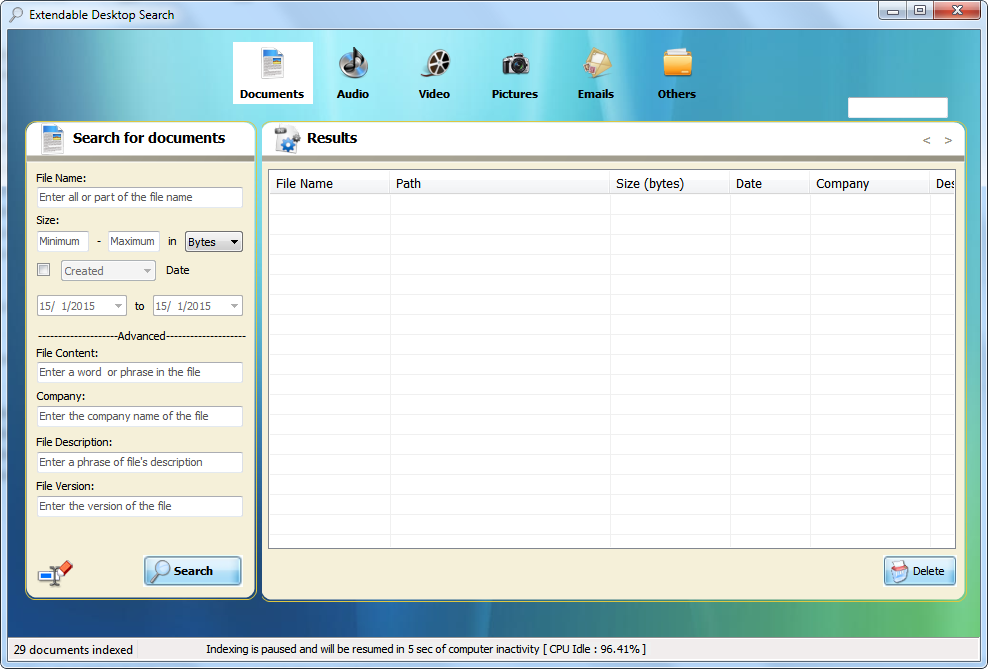 Extendable Desktop Search
Documents Audio Video Pictures Emails Others
Search for documents
File Name:
Enter all or part of the file name
Size:
Minimum - Maximum in Bytes
Created Date
15/ 1/2015 to 15/ 1/2015
--------------------Advanced--------------------
File Content:
Enter a word or phrase in the file
Company:
Enter the company name of the file
File Description:
Enter a phrase of file's description
File Version:
Enter the version of the file
Search
Results < >
File Name Path Size (bytes) Date Company Des
Delete
29 documents indexed Indexing is paused and will be resumed in 5 sec of computer inactivity [ CPU Idle : 96.41% ]